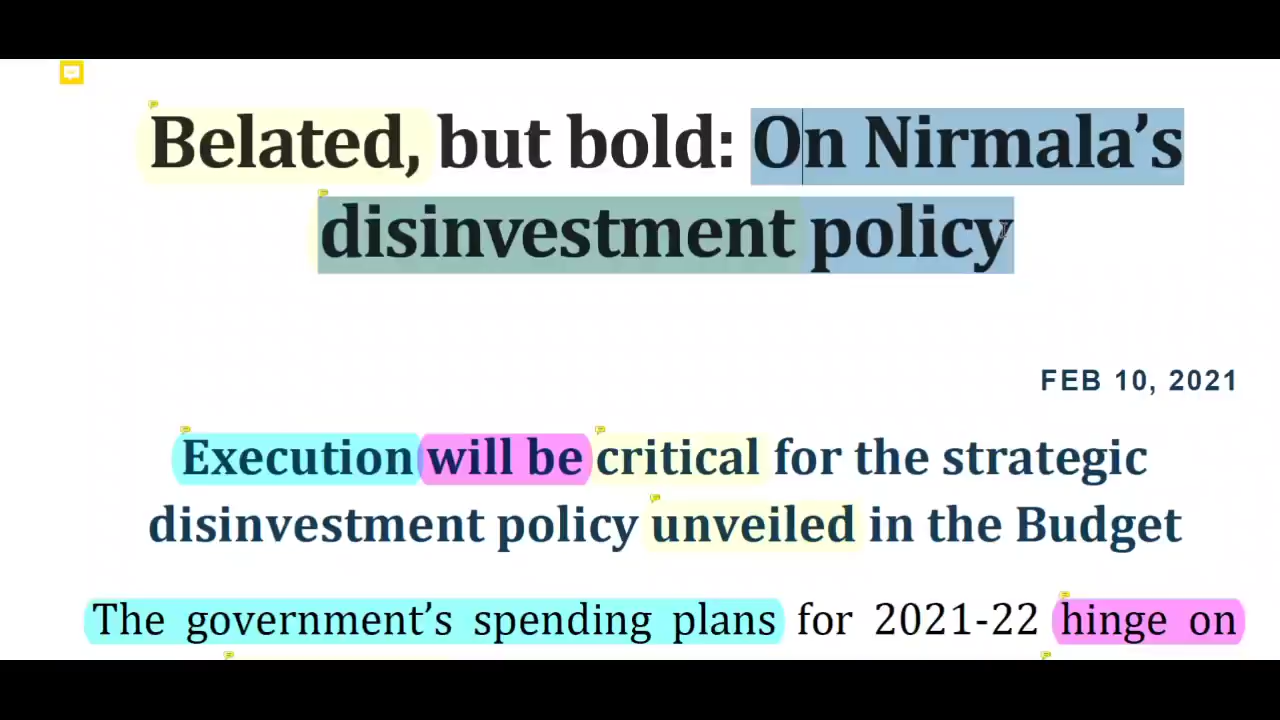 Belated, but bold: On Nirmala’s
disinvestment policy
FEB 10, 2021
Execution will be critical for the strategic
disinvestment policy unveiled in the Budget
The government’s spending plans for 2021-22 hinge on